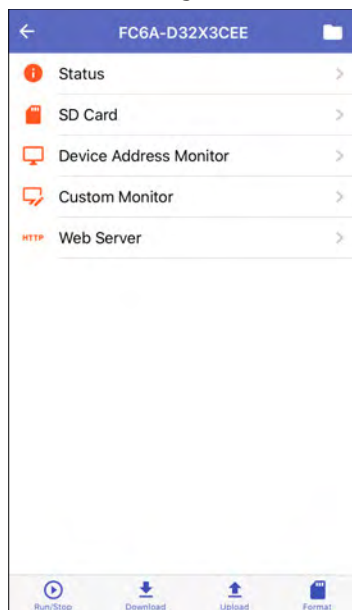 FC6A-D32X3CEE
Status
SD Card
Device Address Monitor
Custom Monitor
HTTP Web Server
Run/Stop Download Upload Format